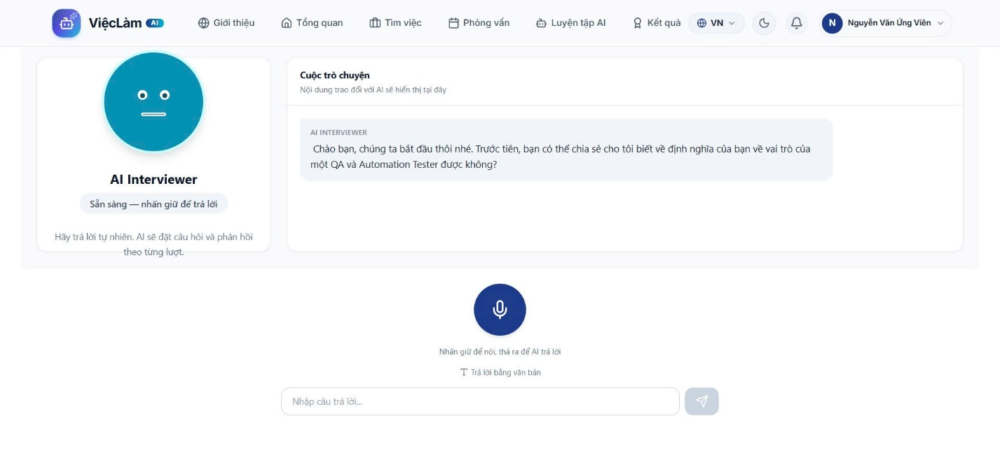 ViệcLàm AI Giới thiệu Tổng quan Tìm việc Phỏng vấn Luyện tập AI Kết quả VN N Nguyễn Văn Ứng Viên
AI Interviewer
Sẵn sàng — nhấn giữ để trả lời
Hãy trả lời tự nhiên. AI sẽ đặt câu hỏi và phản hồi
theo từng lượt.
Cuộc trò chuyện
Nội dung trao đổi với AI sẽ hiển thị tại đây
AI INTERVIEWER
Chào bạn, chúng ta bắt đầu thôi nhé. Trước tiên, bạn có thể chia sẻ cho tôi biết về định nghĩa của bạn về vai trò của
một QA và Automation Tester được không?
Nhấn giữ để nói, thả ra để AI trả lời
Trả lời bằng văn bản
Nhập câu trả lời...